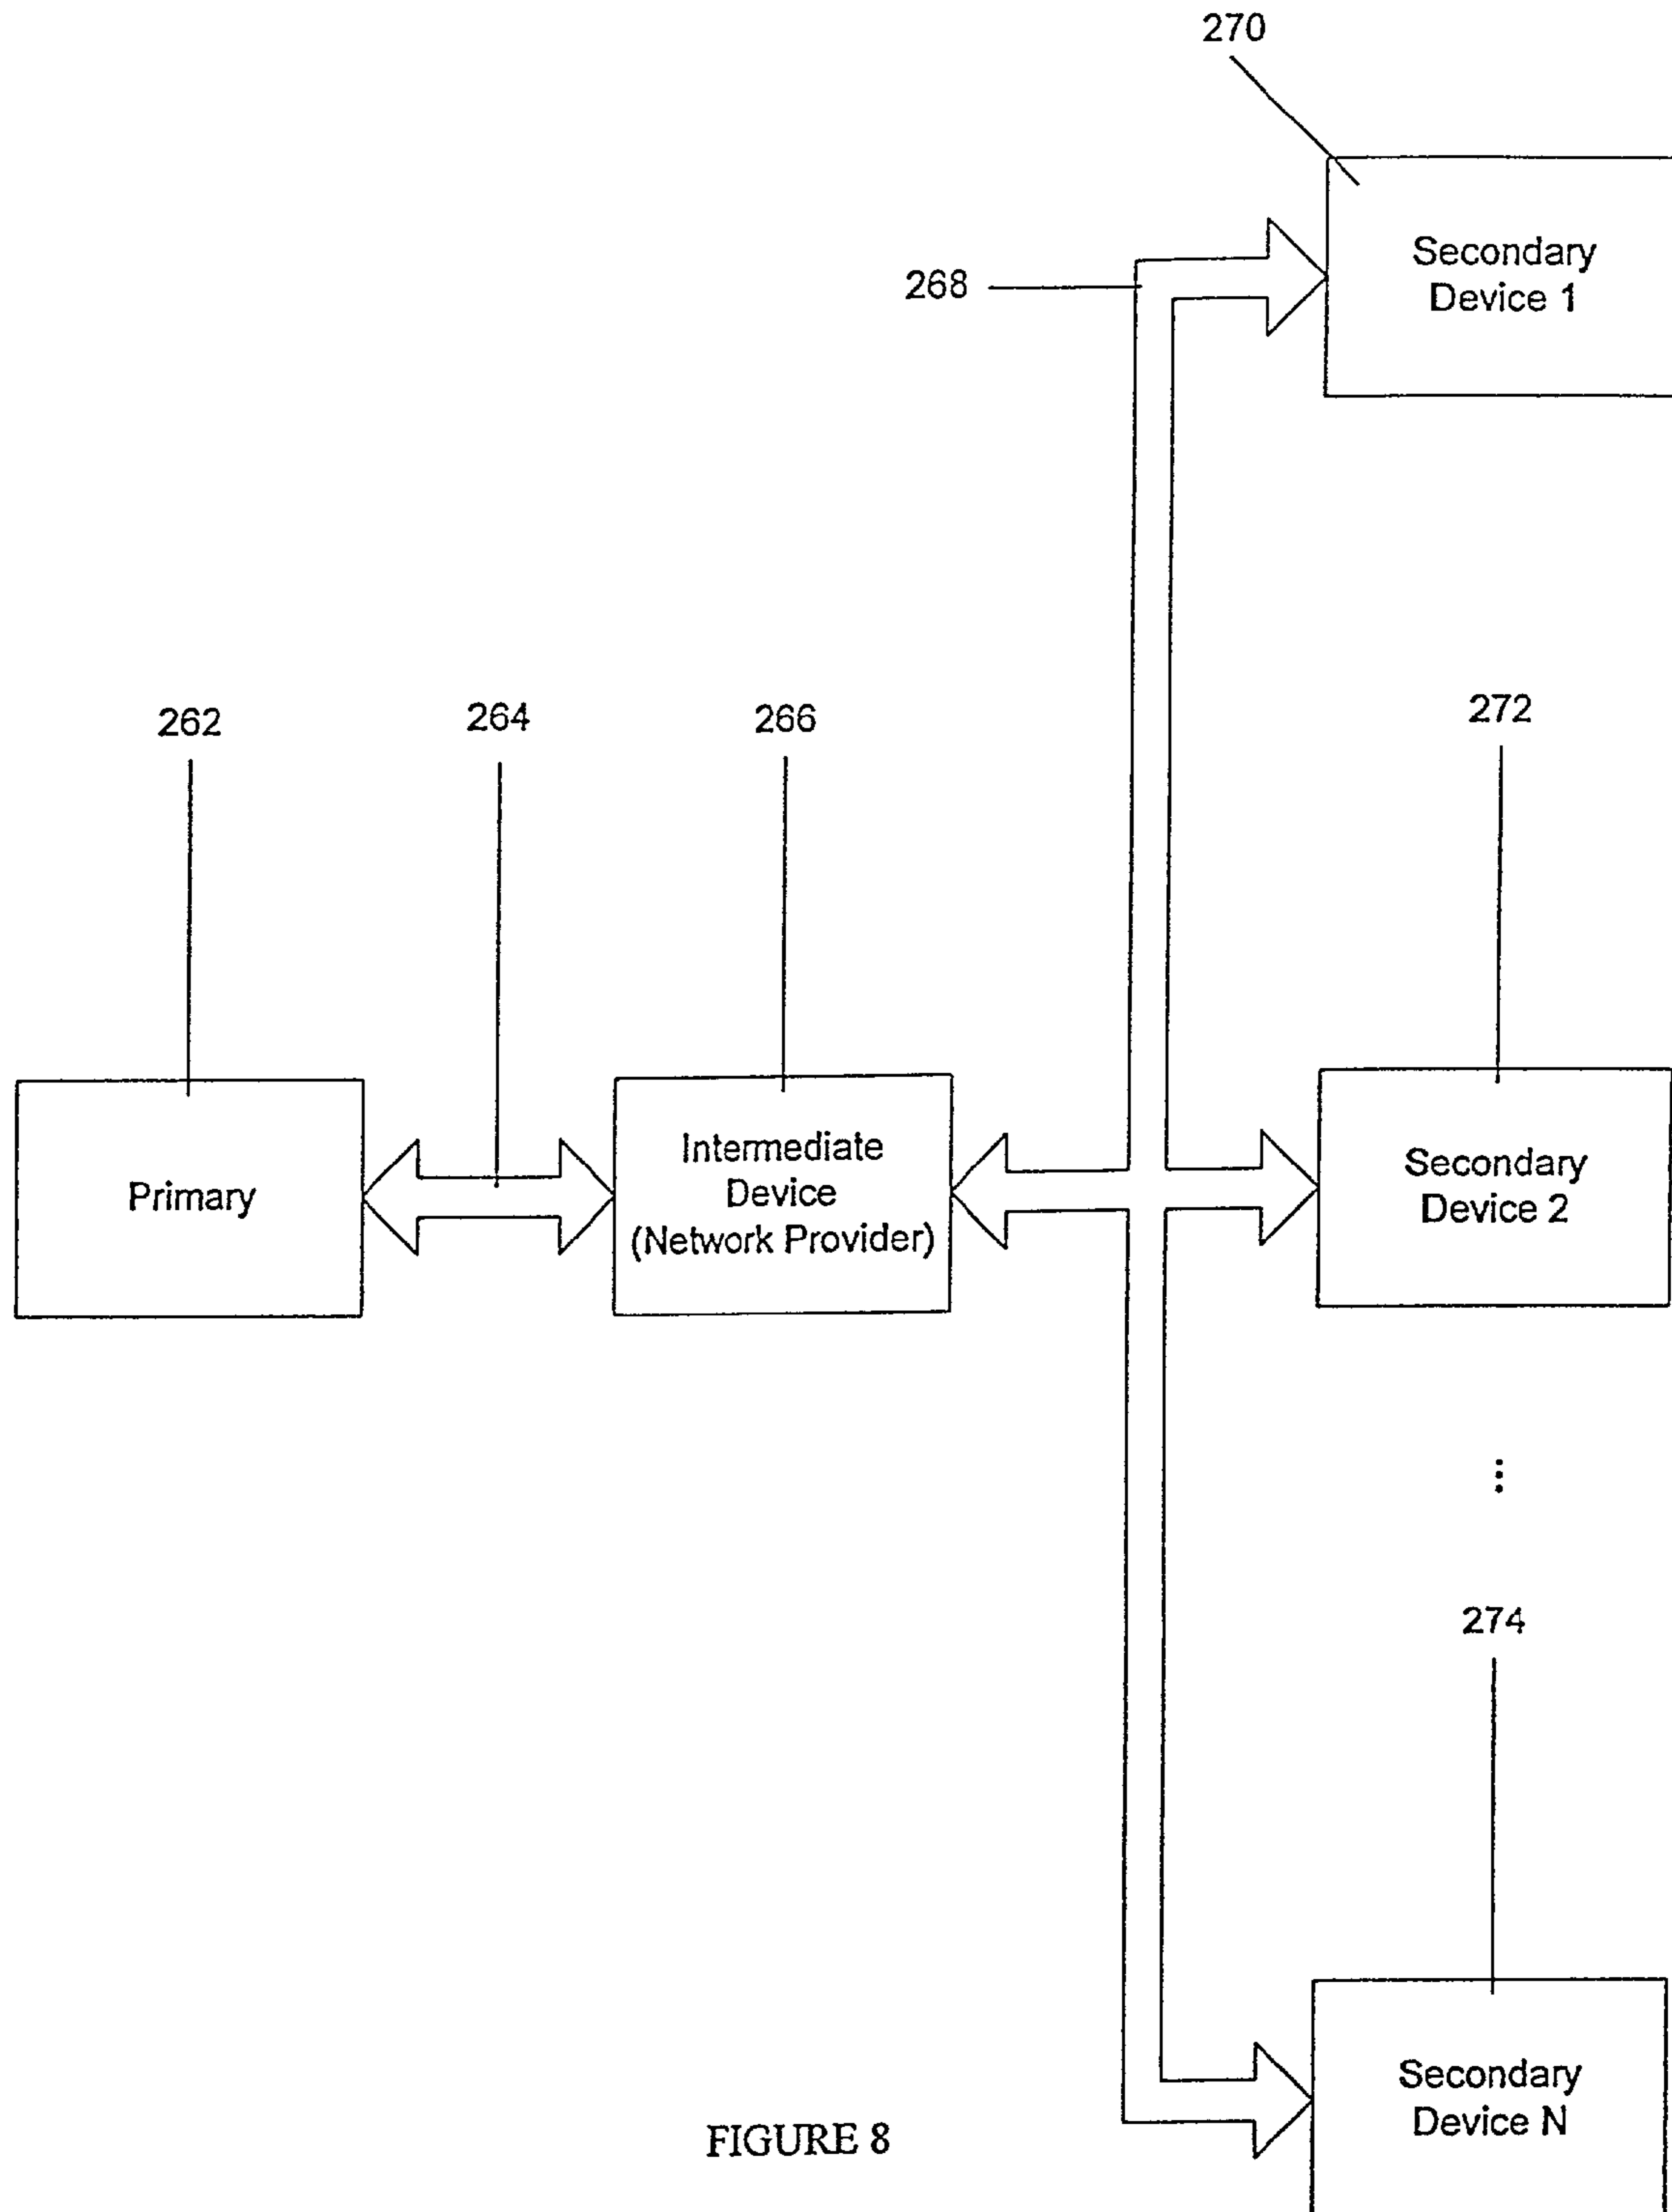 270
Secondary
Device 1
268
262
264
266
272
Primary
Intermediate
Device
(Network Provider)
Secondary
Device 2
⋮
274
Secondary
Device N
FIGURE 8